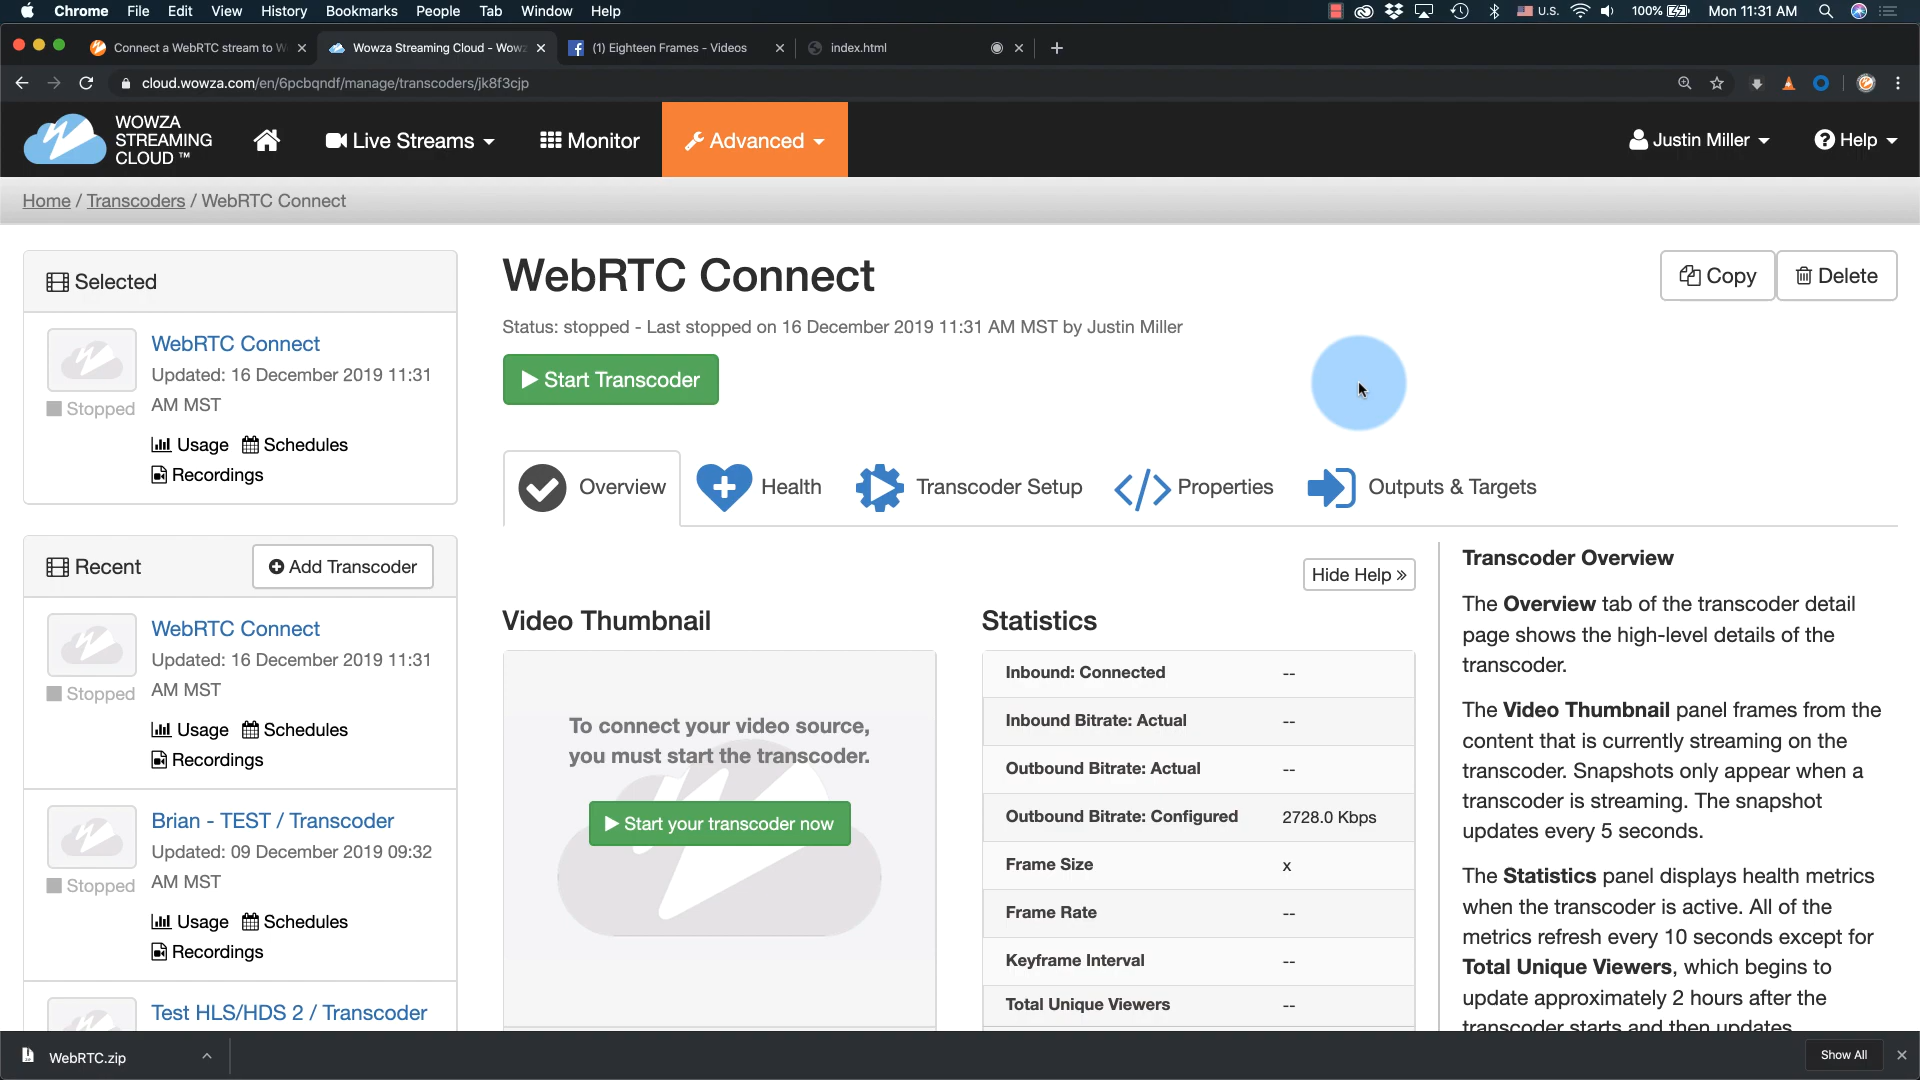 Chrome File Edit View History Bookmarks People Tab Window Help U.S. 100% Mon 11:31 AM
Connect a WebRTC stream to W Wowza Streaming Cloud - Wowz (1) Eighteen Frames - Videos index.html
cloud.wowza.com/en/6pcbqndf/manage/transcoders/jk8f3cjp
WOWZA
STREAMING
CLOUD ™
Live Streams Monitor Advanced Justin Miller Help
Home / Transcoders / WebRTC Connect
Selected
WebRTC Connect
Updated: 16 December 2019 11:31
AM MST
Stopped
Usage Schedules
Recordings
Recent Add Transcoder
WebRTC Connect
Updated: 16 December 2019 11:31
AM MST
Stopped
Usage Schedules
Recordings
Brian - TEST / Transcoder
Updated: 09 December 2019 09:32
AM MST
Stopped
Usage Schedules
Recordings
Test HLS/HDS 2 / Transcoder
WebRTC Connect
Copy Delete
Status: stopped - Last stopped on 16 December 2019 11:31 AM MST by Justin Miller
Start Transcoder
Overview Health Transcoder Setup Properties Outputs & Targets
Hide Help »
Video Thumbnail
To connect your video source,
you must start the transcoder.
Start your transcoder now
Statistics
Inbound: Connected --
Inbound Bitrate: Actual --
Outbound Bitrate: Actual --
Outbound Bitrate: Configured 2728.0 Kbps
Frame Size x
Frame Rate --
Keyframe Interval --
Total Unique Viewers --
Transcoder Overview
The Overview tab of the transcoder detail
page shows the high-level details of the
transcoder.
The Video Thumbnail panel frames from the
content that is currently streaming on the
transcoder. Snapshots only appear when a
transcoder is streaming. The snapshot
updates every 5 seconds.
The Statistics panel displays health metrics
when the transcoder is active. All of the
metrics refresh every 10 seconds except for
Total Unique Viewers, which begins to
update approximately 2 hours after the
transcoder starts and then updates
WebRTC.zip Show All